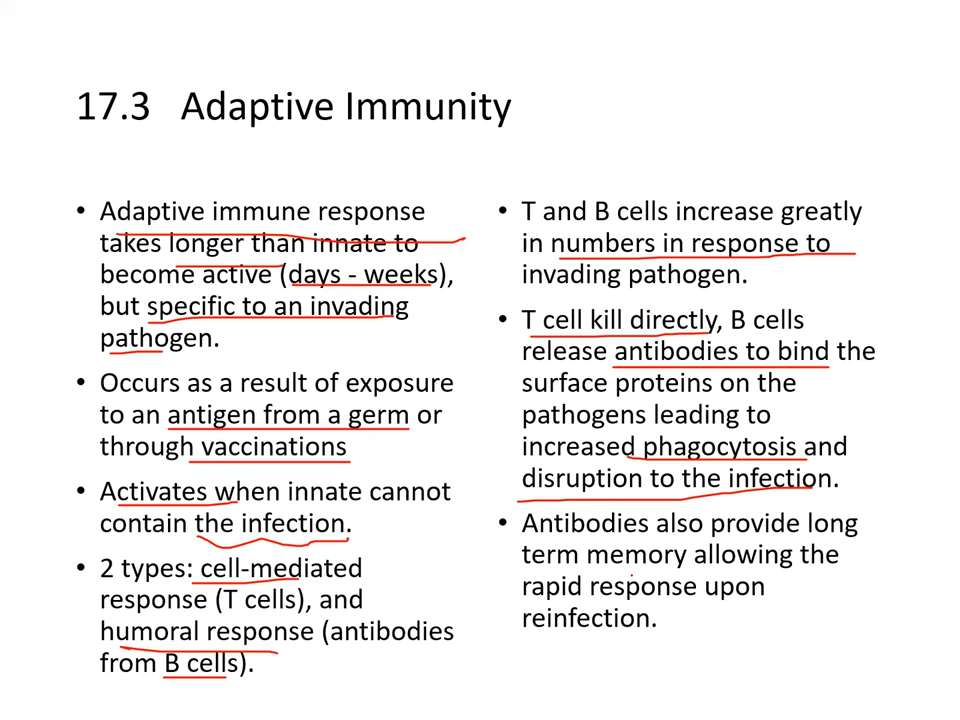 17.3 Adaptive Immunity
• Adaptive immune response
takes longer than innate to
become active (days - weeks),
but specific to an invading
pathogen.
• Occurs as a result of exposure
to an antigen from a germ or
through vaccinations
• Activates when innate cannot
contain the infection.
• 2 types: cell-mediated
response (T cells), and
humoral response (antibodies
from B cells).
• T and B cells increase greatly
in numbers in response to
invading pathogen.
• T cell kill directly, B cells
release antibodies to bind the
surface proteins on the
pathogens leading to
increased phagocytosis and
disruption to the infection.
• Antibodies also provide long
term memory allowing the
rapid response upon
reinfection.